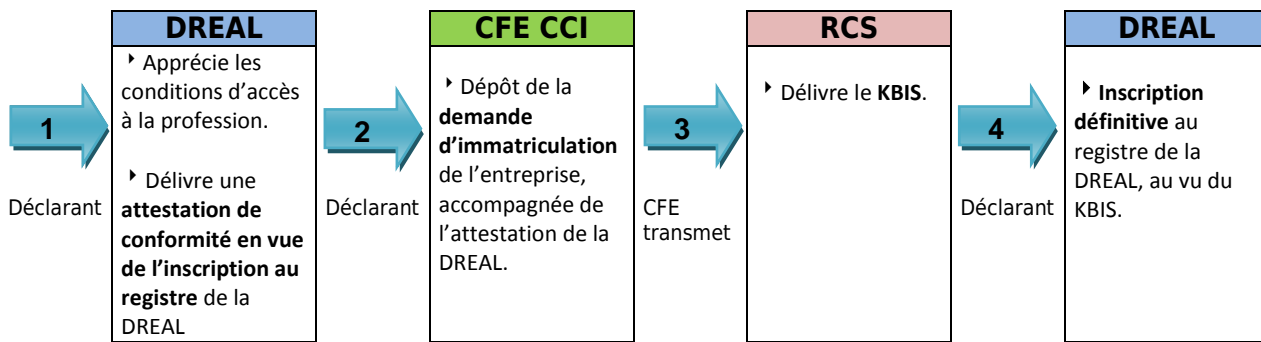 1
Déclarant
DREAL
‣ Apprécie les
conditions d’accès
à la profession.
‣ Délivre une
attestation de
conformité en vue
de l’inscription au
registre de la
DREAL
2
Déclarant
CFE CCI
‣ Dépôt de la
demande
d’immatriculation
de l’entreprise,
accompagnée de
l’attestation de la
DREAL.
3
CFE
transmet
RCS
‣ Délivre le KBIS.
4
Déclarant
DREAL
‣ Inscription
définitive au
registre de la
DREAL, au vu du
KBIS.